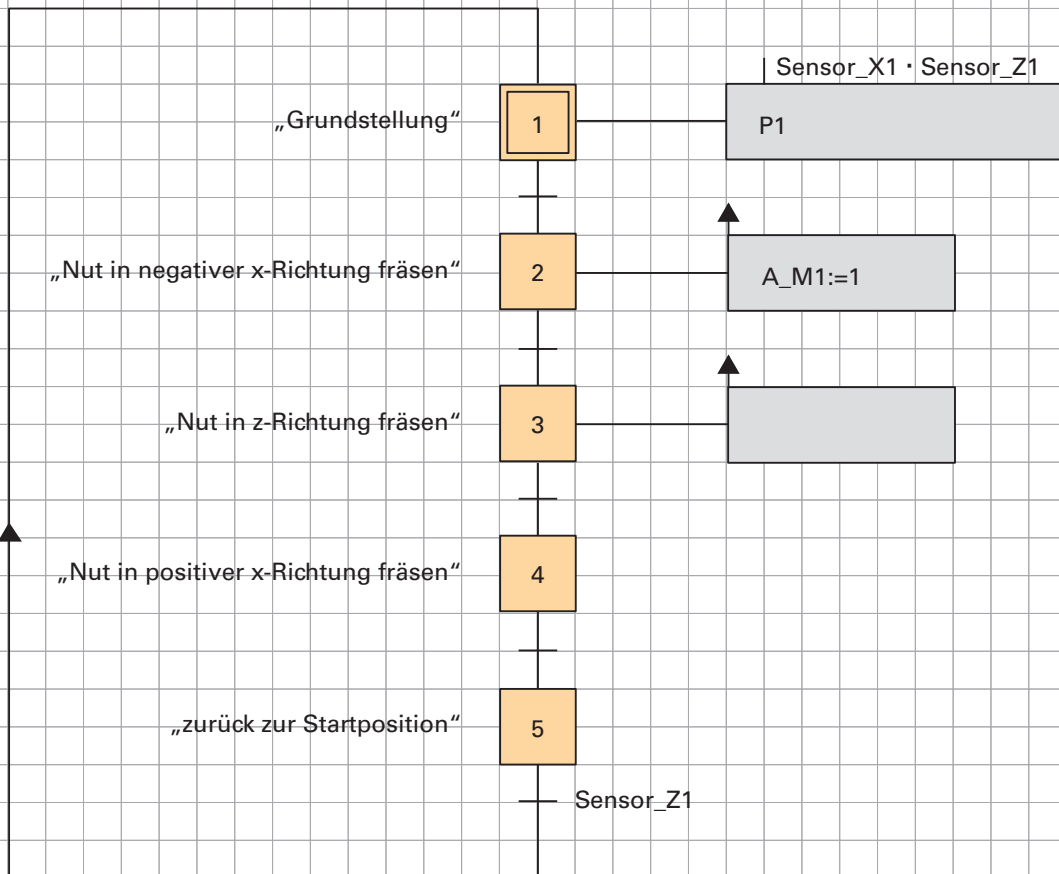 Sensor_X1 · Sensor_Z1
„Grundstellung“
1
P1
„Nut in negativer x-Richtung fräsen“
2
A_M1:=1
„Nut in z-Richtung fräsen“
3
„Nut in positiver x-Richtung fräsen“
4
„zurück zur Startposition“
5
Sensor_Z1